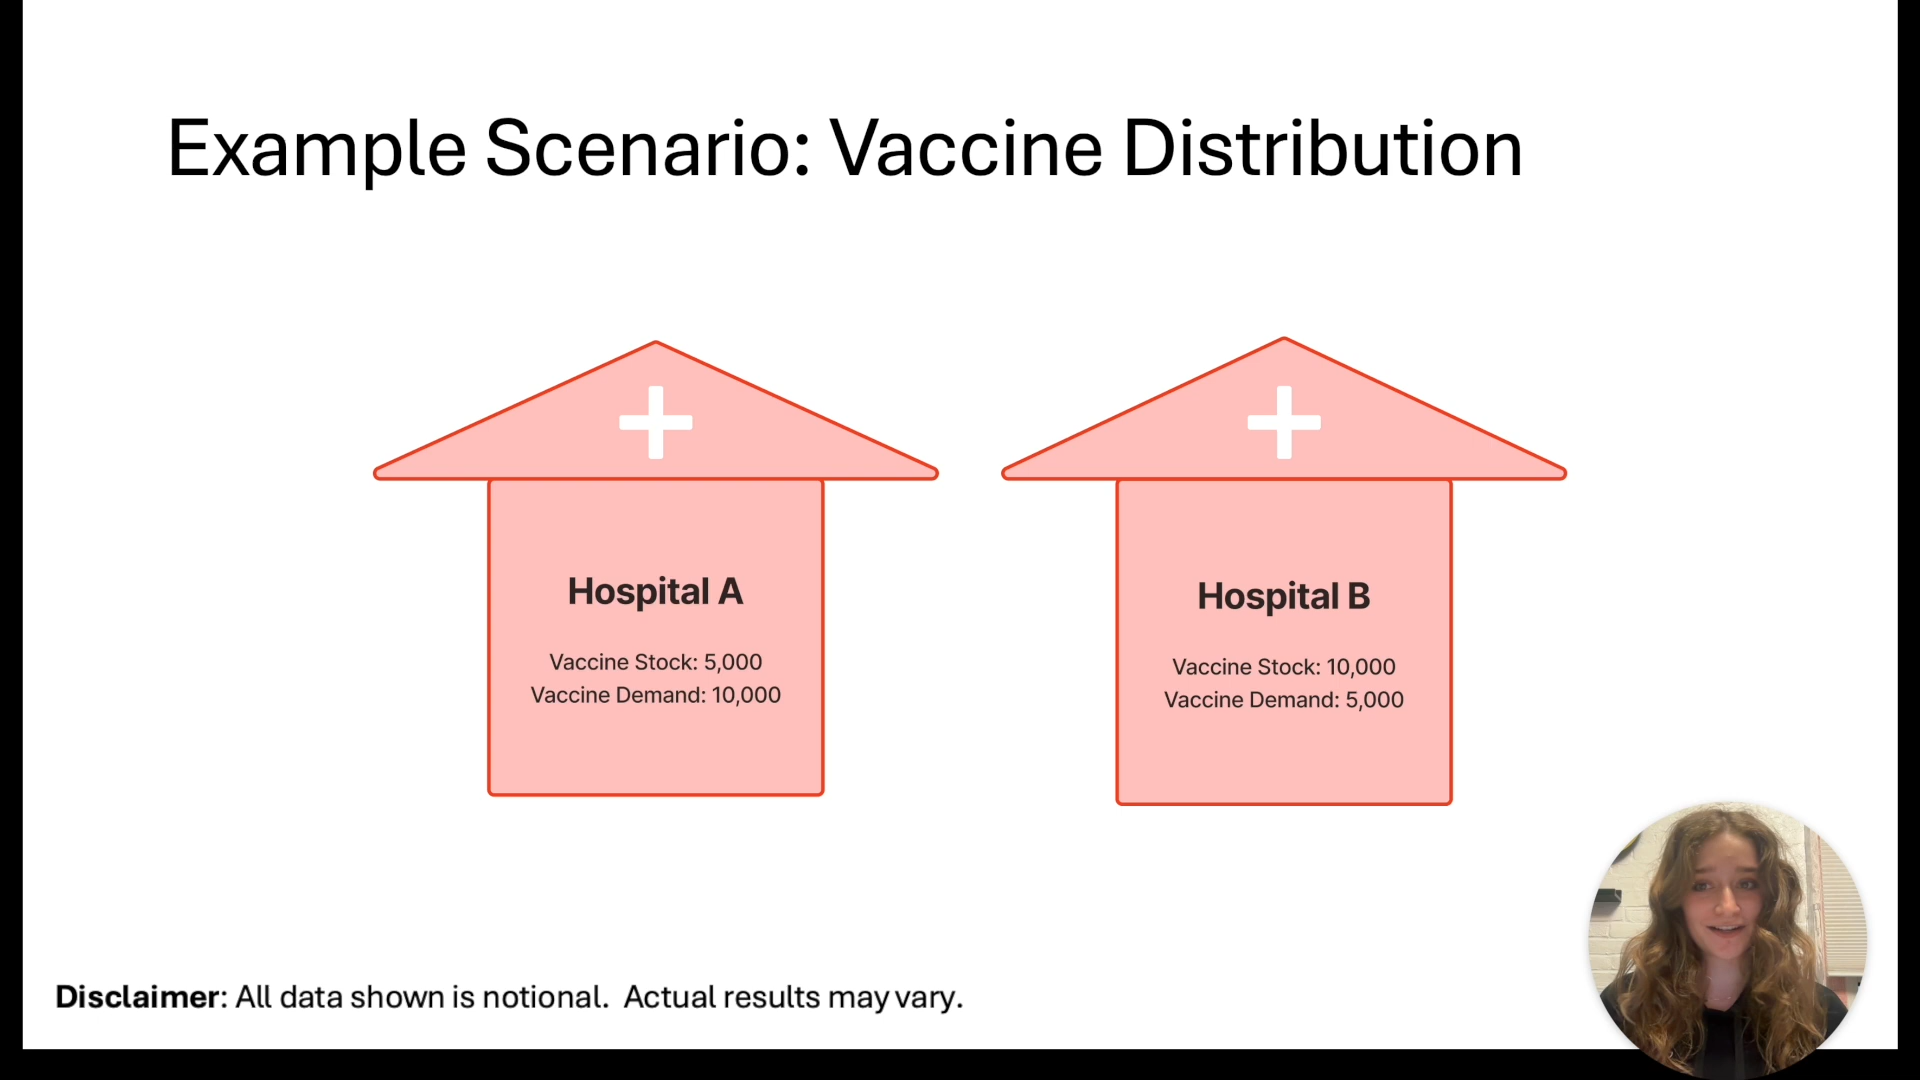 Example Scenario: Vaccine Distribution
Hospital A
Vaccine Stock: 5,000
Vaccine Demand: 10,000
Hospital B
Vaccine Stock: 10,000
Vaccine Demand: 5,000
Disclaimer: All data shown is notional.  Actual results may vary.